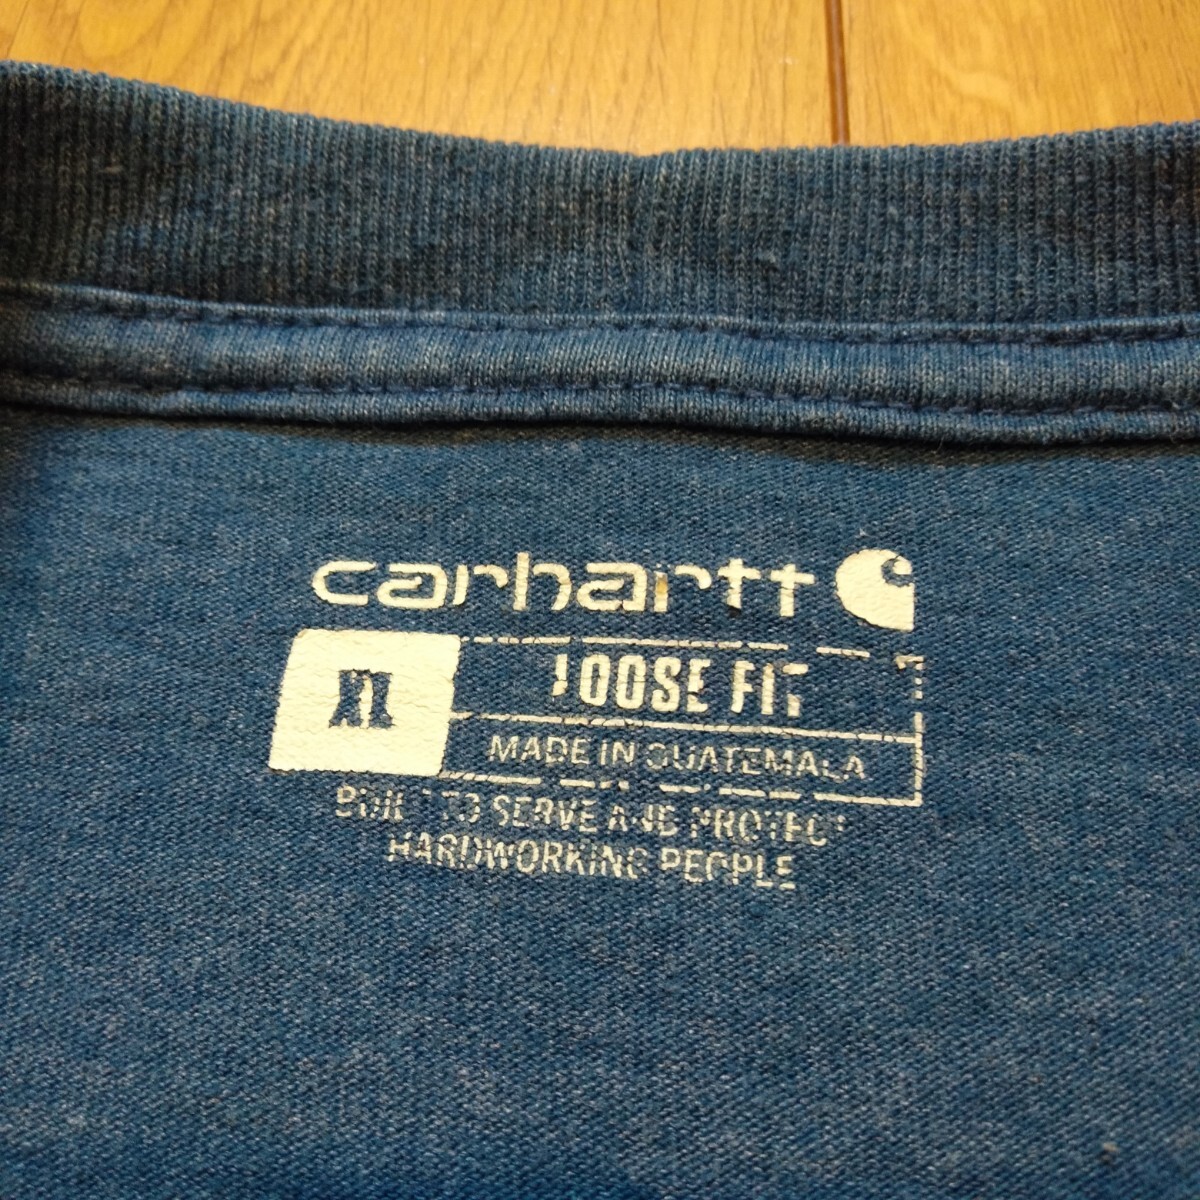 carhartt
XL
LOOSE FIT
MADE IN GUATEMALA
BUILT TO SERVE AND PROTECT
HARDWORKING PEOPLE